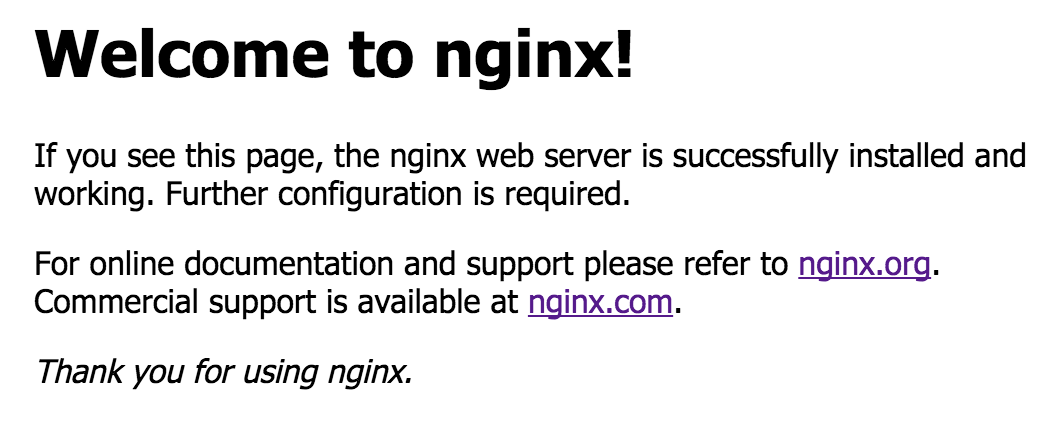 Welcome to nginx!
If you see this page, the nginx web server is successfully installed and
working. Further configuration is required.
For online documentation and support please refer to nginx.org.
Commercial support is available at nginx.com.
Thank you for using nginx.